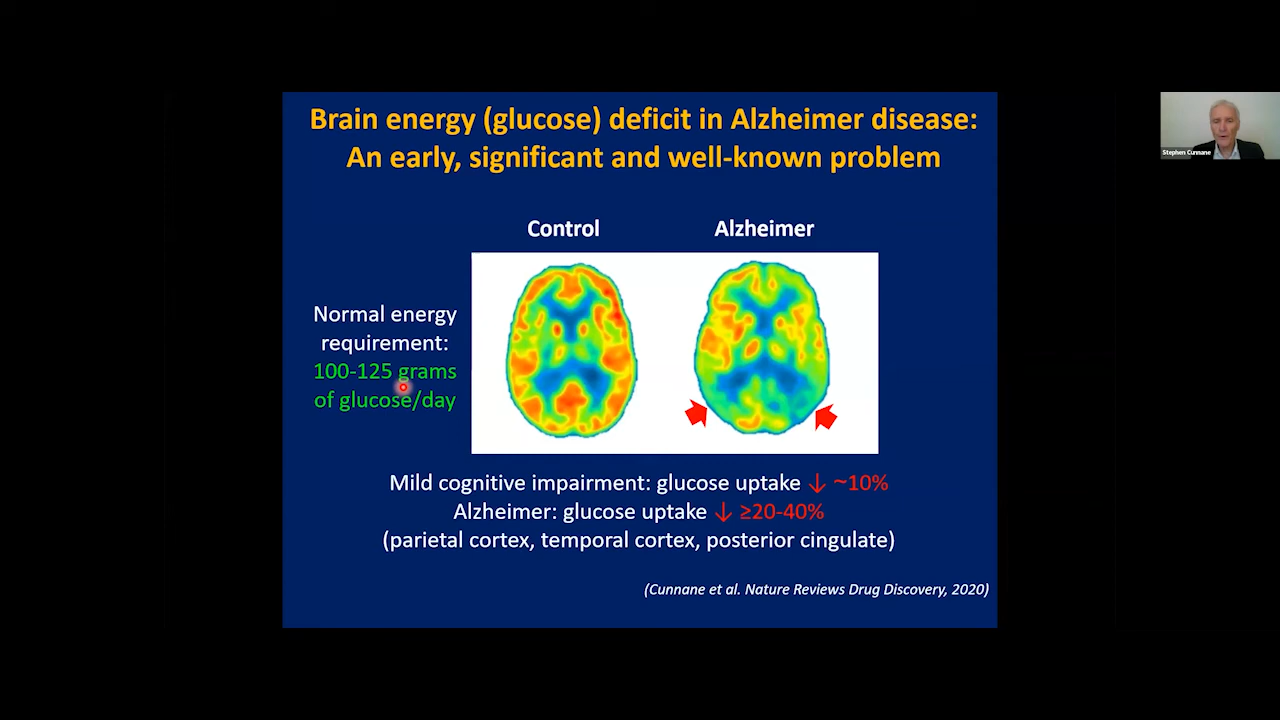 Brain energy (glucose) deficit in Alzheimer disease:
An early, significant and well-known problem
Control
Alzheimer
Normal energy
requirement:
100-125 grams
of glucose/day
Mild cognitive impairment: glucose uptake ↓ ~10%
Alzheimer: glucose uptake ↓ ≥20-40%
(parietal cortex, temporal cortex, posterior cingulate)
(Cunnane et al. Nature Reviews Drug Discovery, 2020)
Stephen Cunnane